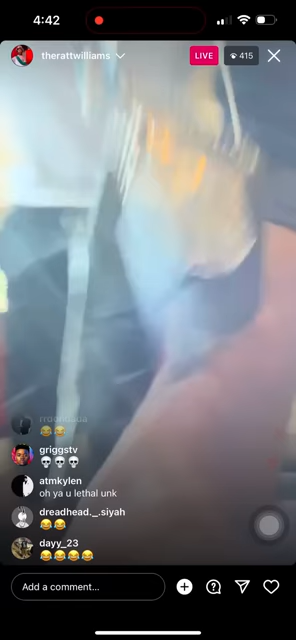 4:42
therattwilliams
LIVE
415
😂😂
griggstv
💀💀💀
atmkylen
oh ya u lethal unk
dreadhead._.siyah
😂😂
dayy_23
😂😂😂😂
Add a comment...